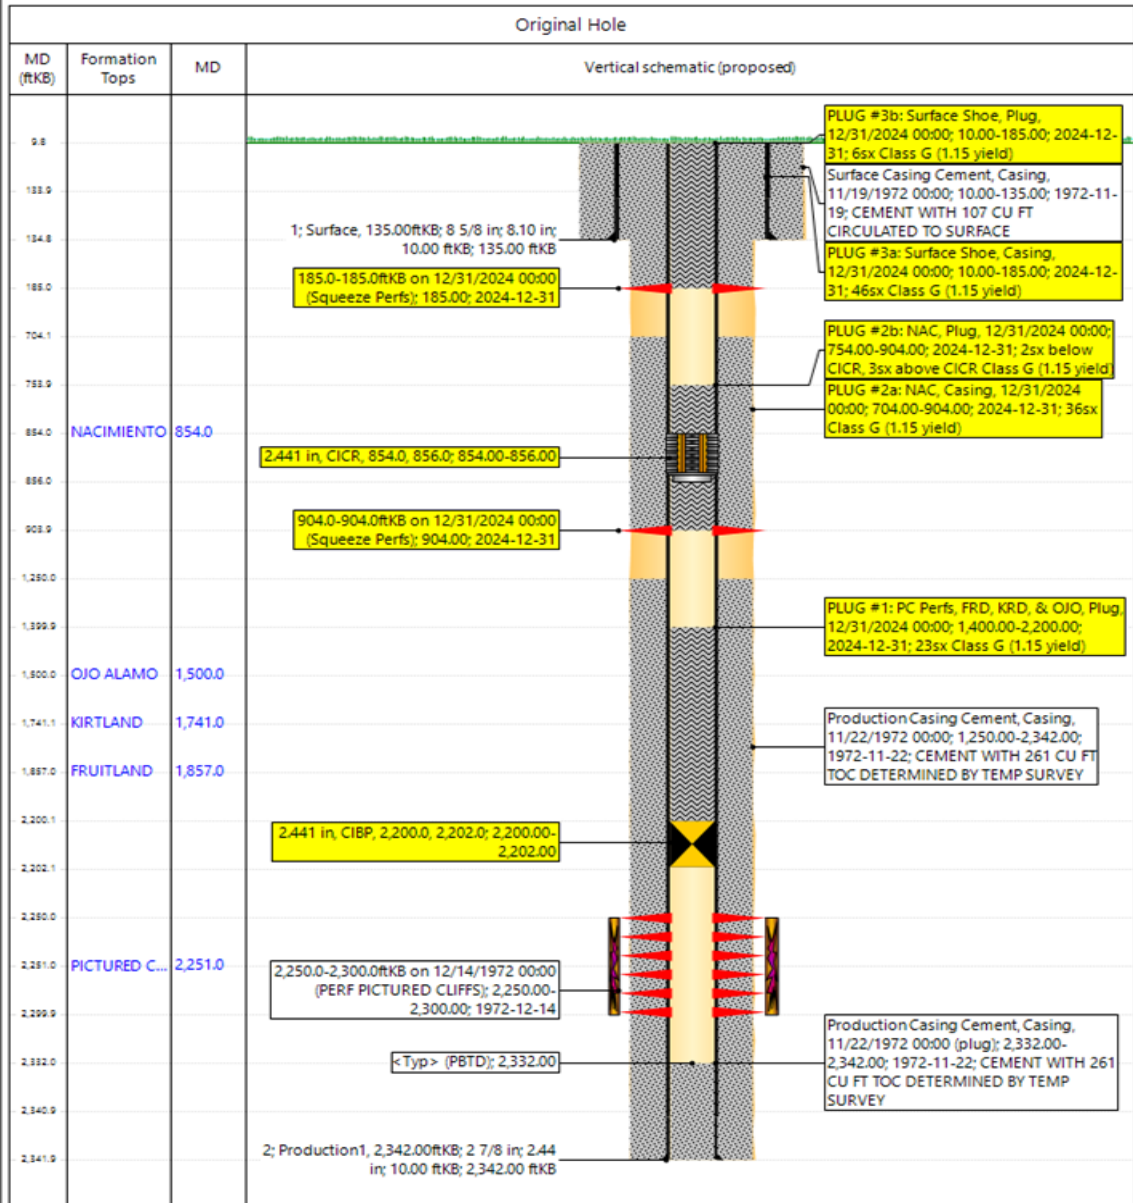 Original Hole
MD
(ftKB)
Formation
Tops
MD
Vertical schematic (proposed)
9.8
133.9
134.8
185.0
704.1
753.9
854.0
856.0
903.9
1,250.0
1,399.9
1,500.0
1,741.1
1,857.0
2,200.1
2,202.1
2,250.0
2,251.0
2,299.9
2,332.0
2,340.9
2,341.9
NACIMIENTO 854.0
OJO ALAMO 1,500.0
KIRTLAND 1,741.0
FRUITLAND 1,857.0
PICTURED C... 2,251.0
1; Surface, 135.00ftKB; 8 5/8 in; 8.10 in;
10.00 ftKB; 135.00 ftKB
185.0-185.0ftKB on 12/31/2024 00:00
(Squeeze Perfs); 185.00; 2024-12-31
2.441 in, CICR, 854.0, 856.0; 854.00-856.00
904.0-904.0ftKB on 12/31/2024 00:00
(Squeeze Perfs); 904.00; 2024-12-31
2.441 in, CIBP, 2,200.0, 2,202.0; 2,200.00-
2,202.00
2,250.0-2,300.0ftKB on 12/14/1972 00:00
(PERF PICTURED CLIFFS); 2,250.00-
2,300.00; 1972-12-14
<Typ> (PBTD); 2,332.00
2; Production1, 2,342.00ftKB; 2 7/8 in; 2.44
in; 10.00 ftKB; 2,342.00 ftKB
PLUG #3b: Surface Shoe, Plug,
12/31/2024 00:00; 10.00-185.00; 2024-12-
31; 6sx Class G (1.15 yield)
Surface Casing Cement, Casing,
11/19/1972 00:00; 10.00-135.00; 1972-11-
19; CEMENT WITH 107 CU FT
CIRCULATED TO SURFACE
PLUG #3a: Surface Shoe, Casing,
12/31/2024 00:00; 10.00-185.00; 2024-12-
31; 46sx Class G (1.15 yield)
PLUG #2b: NAC, Plug, 12/31/2024 00:00;
754.00-904.00; 2024-12-31; 2sx below
CICR, 3sx above CICR Class G (1.15 yield)
PLUG #2a: NAC, Casing, 12/31/2024
00:00; 704.00-904.00; 2024-12-31; 36sx
Class G (1.15 yield)
PLUG #1: PC Perfs, FRD, KRD, & OJO, Plug,
12/31/2024 00:00; 1,400.00-2,200.00;
2024-12-31; 23sx Class G (1.15 yield)
Production Casing Cement, Casing,
11/22/1972 00:00; 1,250.00-2,342.00;
1972-11-22; CEMENT WITH 261 CU FT
TOC DETERMINED BY TEMP SURVEY
Production Casing Cement, Casing,
11/22/1972 00:00 (plug); 2,332.00-
2,342.00; 1972-11-22; CEMENT WITH 261
CU FT TOC DETERMINED BY TEMP
SURVEY